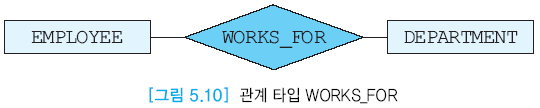 EMPLOYEE WORKS_FOR DEPARTMENT
[그림 5.10] 관계 타입 WORKS_FOR